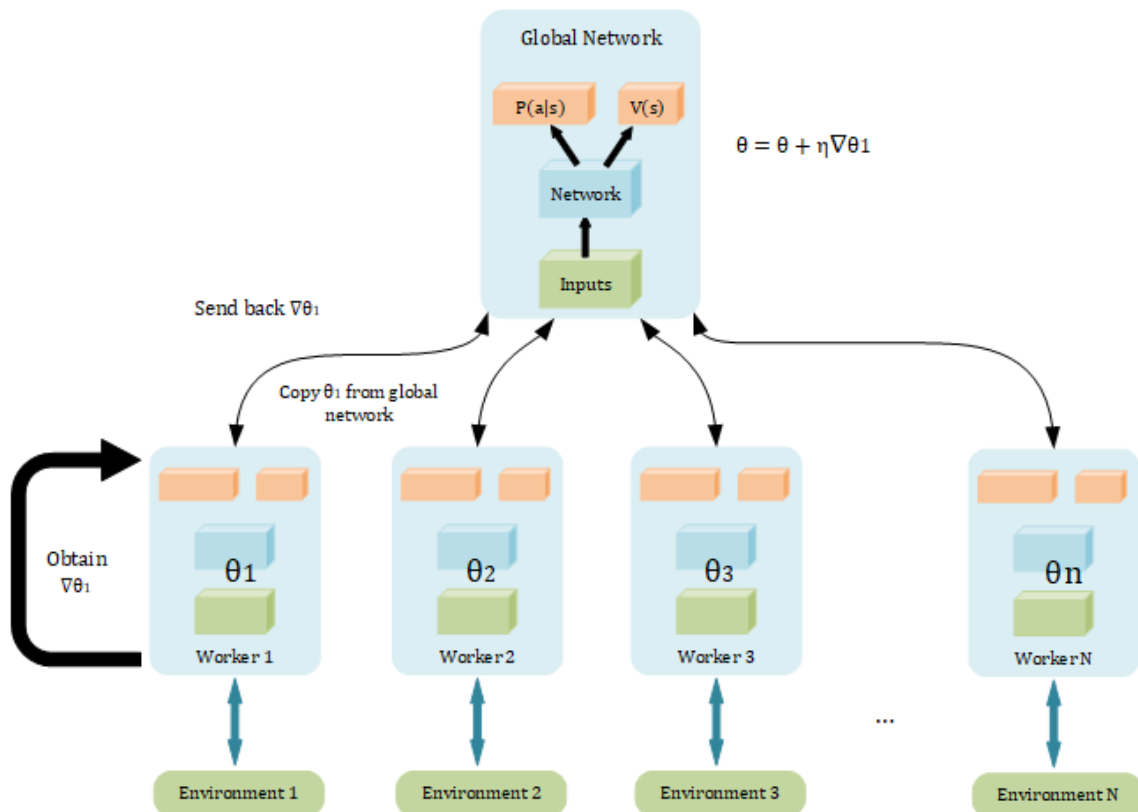 Global Network
P(a|s)
V(s)
θ = θ + η∇θ1
Network
Inputs
Send back ∇θ1
Copy θ1 from global
network
Obtain
∇θ1
θ1
θ2
θ3
θn
Worker 1
Worker 2
Worker 3
Worker N
...
Environment 1
Environment 2
Environment 3
Environment N